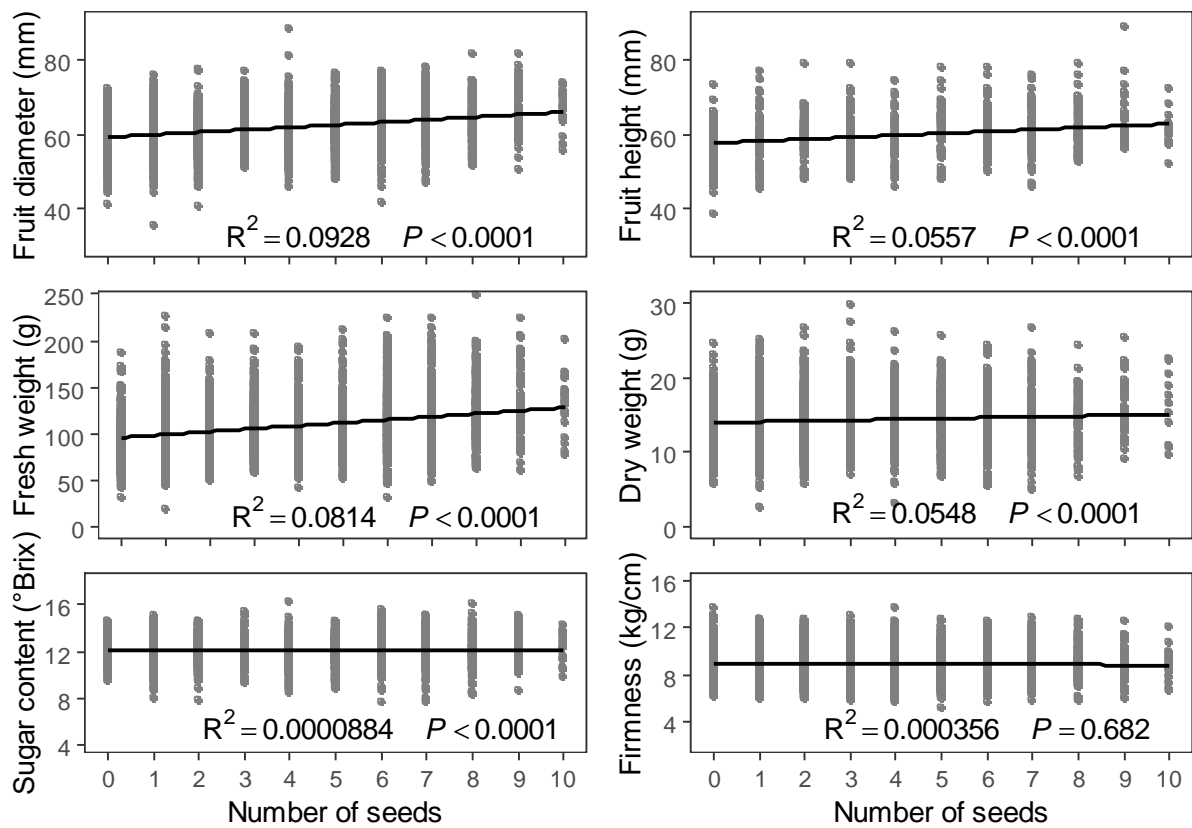 Fruit diameter (mm)
80
60
40
R² = 0.0928 P < 0.0001
Fruit height (mm)
80
60
40
R² = 0.0557 P < 0.0001
Fresh weight (g)
250
200
150
100
50
0
R² = 0.0814 P < 0.0001
Dry weight (g)
30
20
10
0
R² = 0.0548 P < 0.0001
Sugar content (°Brix)
16
12
8
4
R² = 0.0000884 P < 0.0001
0 1 2 3 4 5 6 7 8 9 10
Number of seeds
Firmness (kg/cm)
16
12
8
4
R² = 0.000356 P = 0.682
0 1 2 3 4 5 6 7 8 9 10
Number of seeds